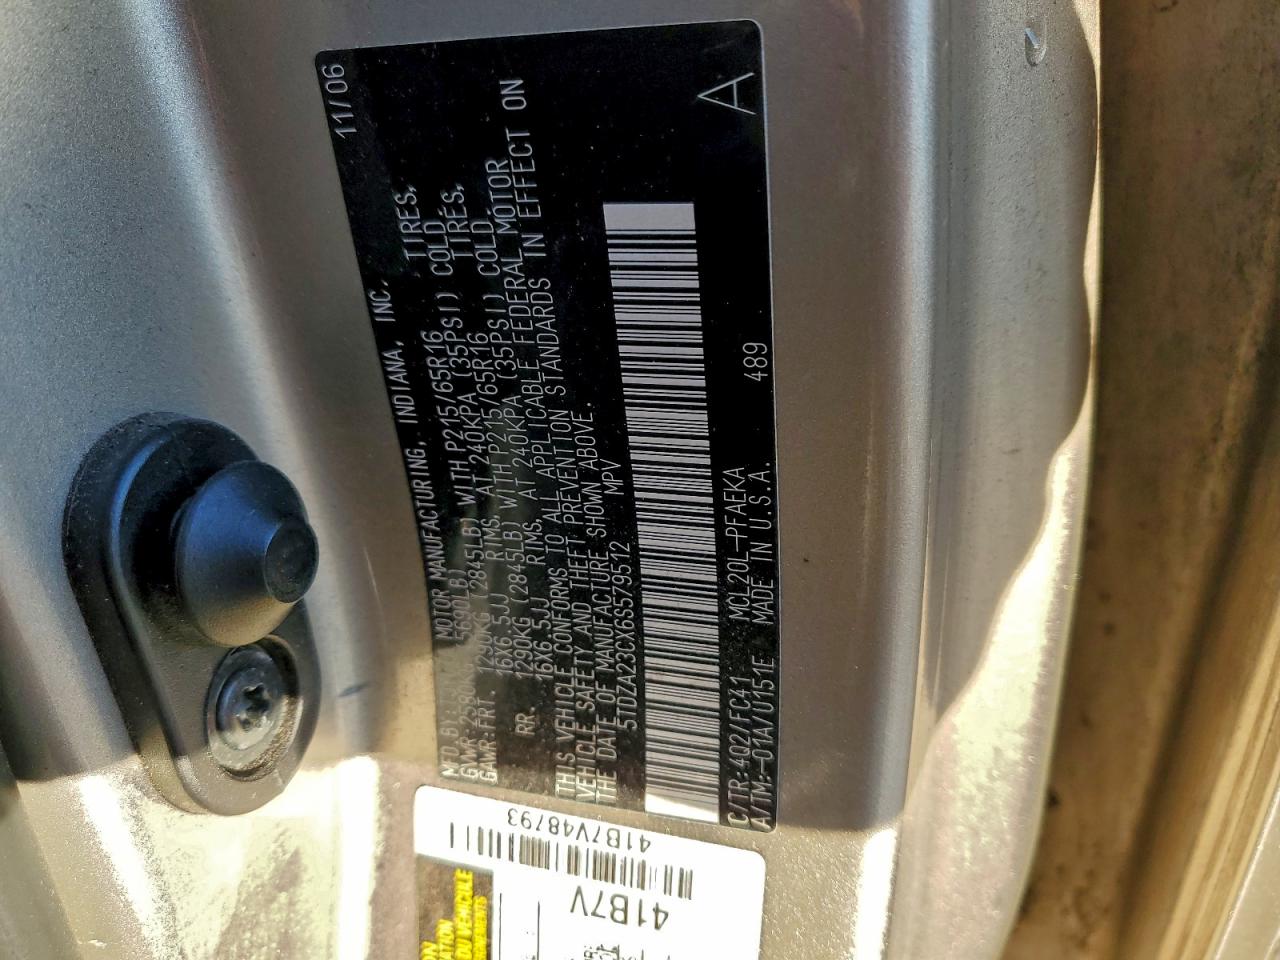 MFD. BY: MOTOR MANUFACTURING, INDIANA, INC. 11/06
5690LB)
GAWR:FRT. 1290KG (2845LB) WITH P215/65R16 TIRES,
16X6.5JJ RIMS, AT 240KPA (35PSI) COLD.
RR. 1290KG (2845LB) WITH P215/65R16 TIRES,
16X6.5JJ RIMS, AT 240KPA (35PSI) COLD.
THIS VEHICLE CONFORMS TO ALL APPLICABLE FEDERAL MOTOR
VEHICLE SAFETY AND THEFT PREVENTION STANDARDS IN EFFECT ON
THE DATE OF MANUFACTURE SHOWN ABOVE.
5TDZA23CX6S579512 MPV
A
C/TR:4Q2/FC41 MCL20L-PFAEKA 489
A/TM:-01A/U151E MADE IN U.S.A.
41B7V48793
41B7V
DU VÉHICULE